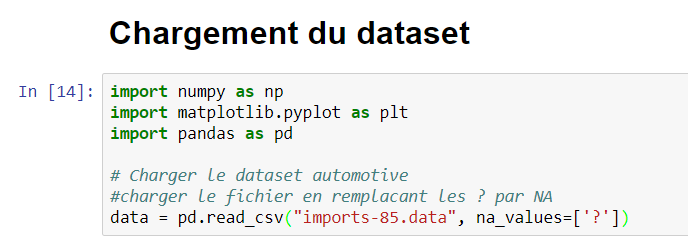 Chargement du dataset
In [14]: import numpy as np
import matplotlib.pyplot as plt
import pandas as pd
# Charger le dataset automotive
#charger le fichier en remplacant les ? par NA
data = pd.read_csv("imports-85.data", na_values=['?'])